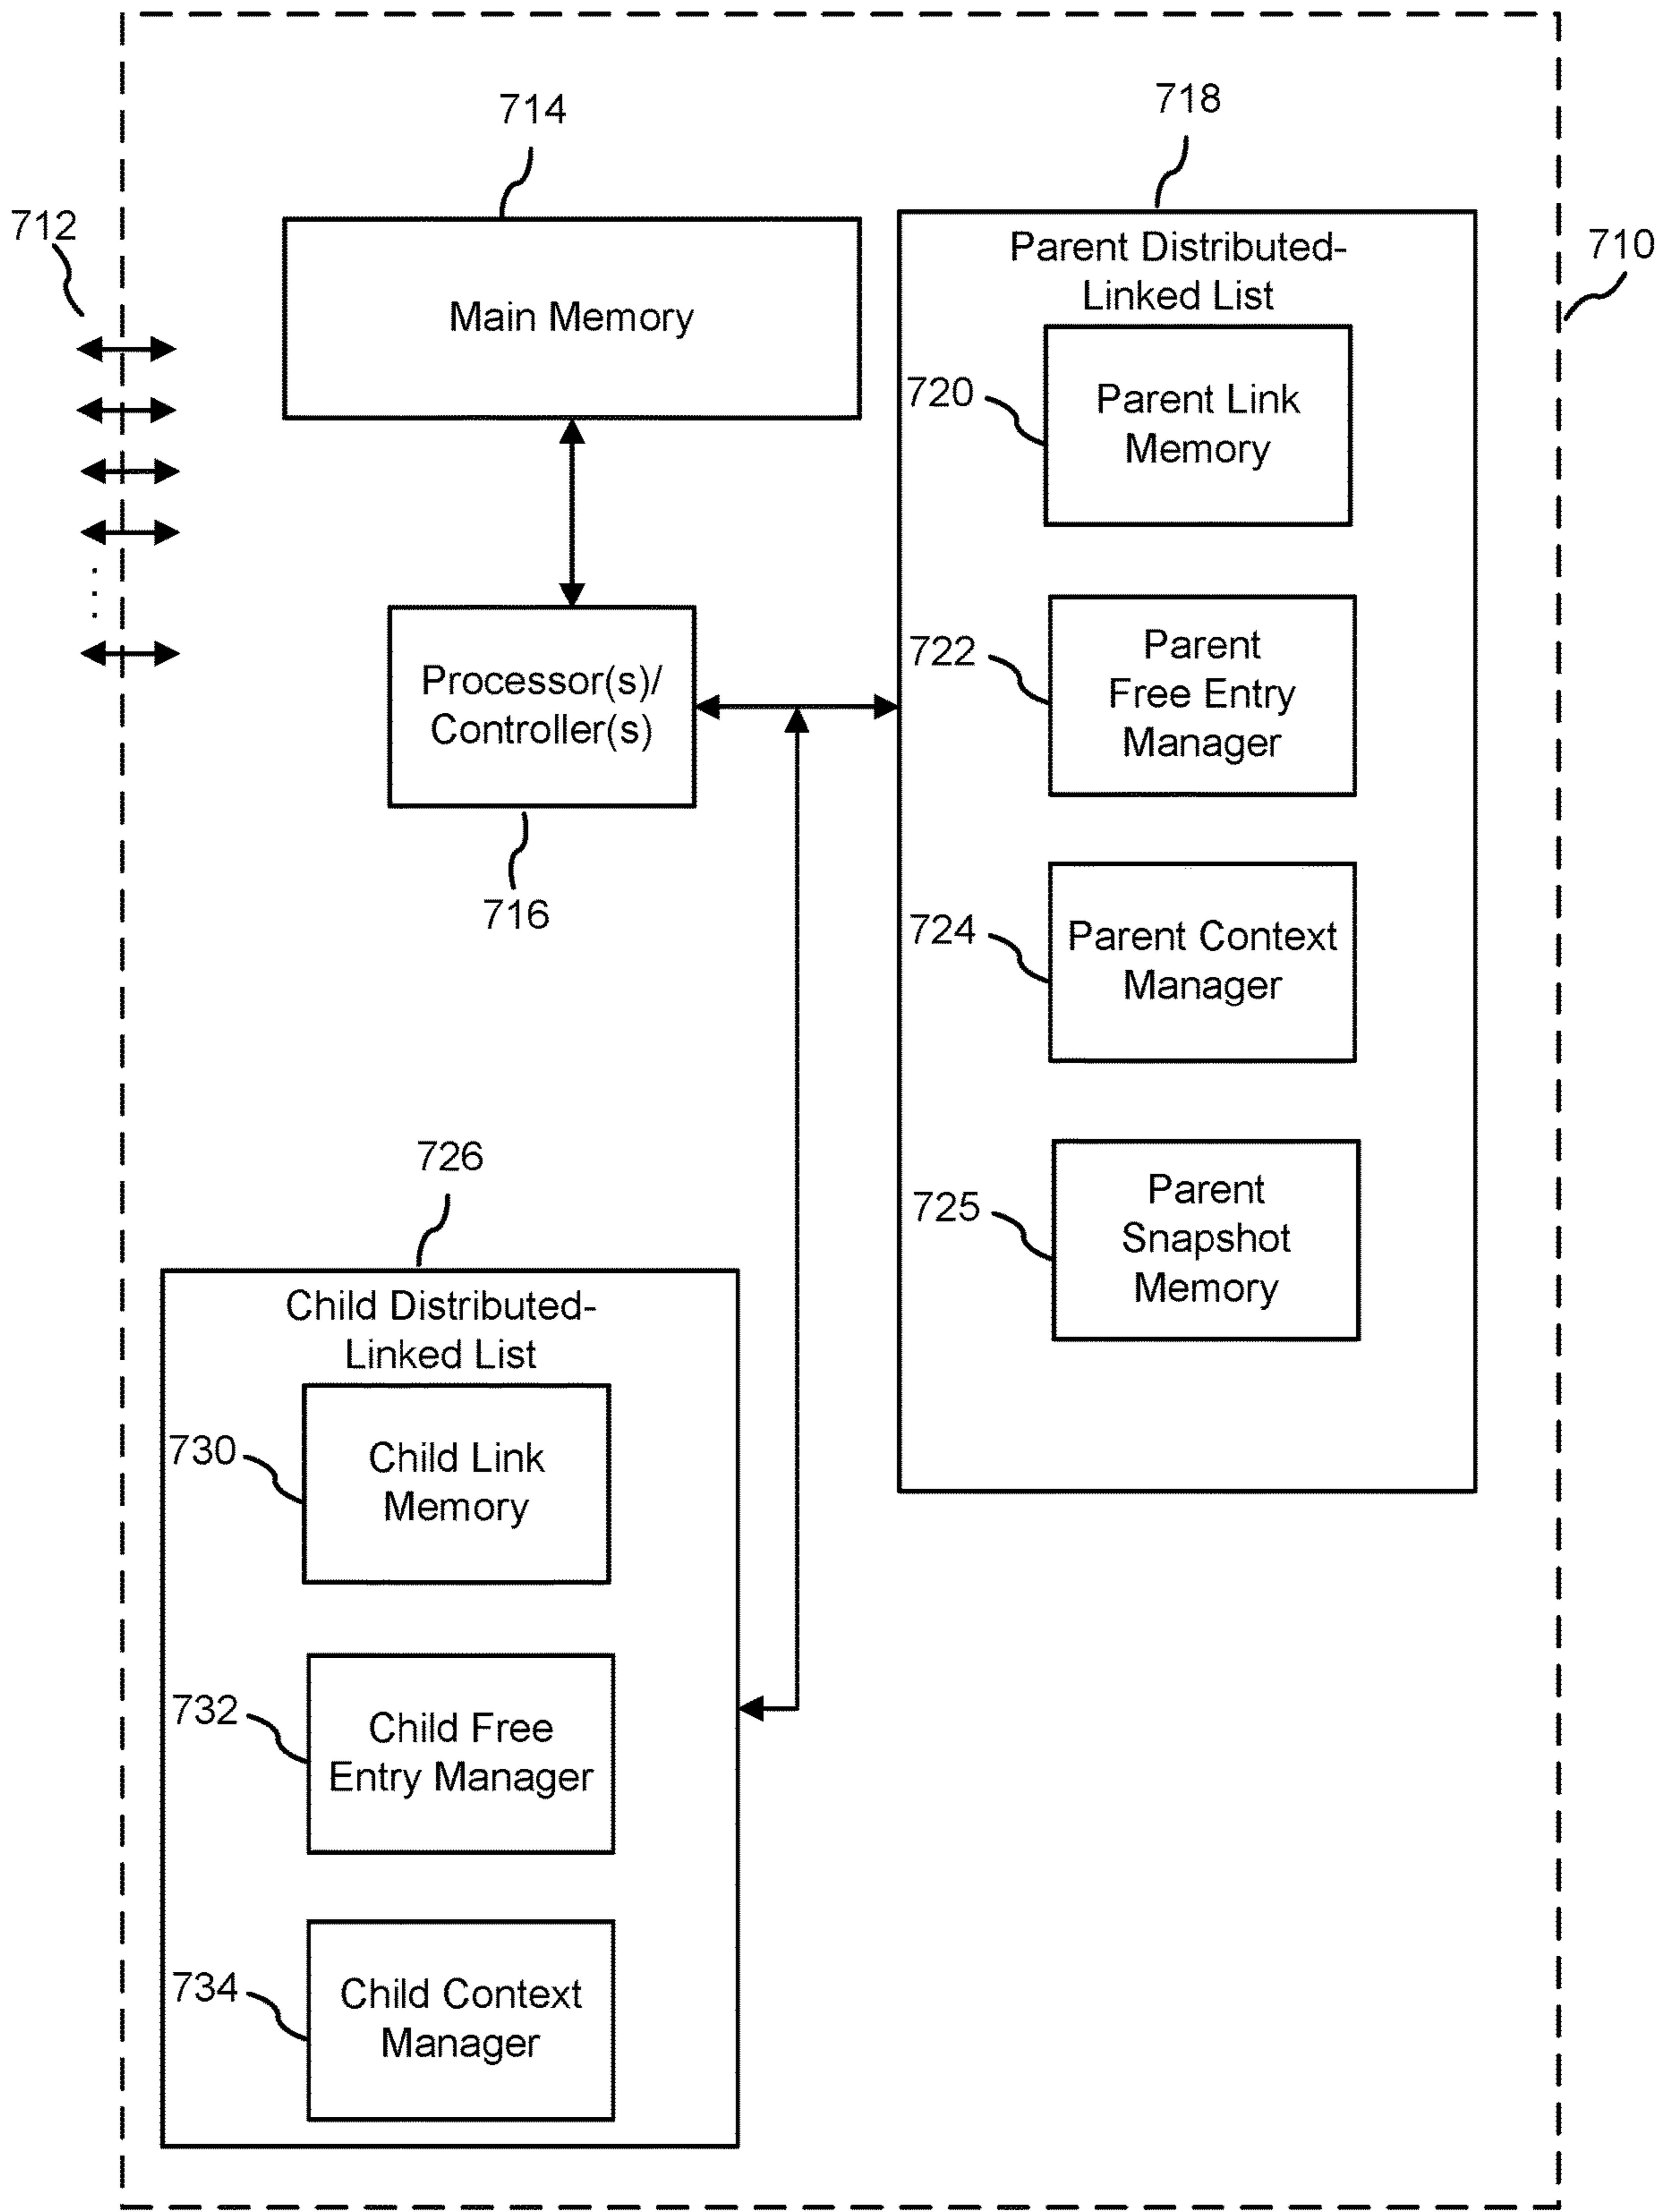 714
718
712
710
Main Memory
Parent Distributed-
Linked List
720
Parent Link
Memory
722
Parent
Free Entry
Manager
Processor(s)/
Controller(s)
716
724
Parent Context
Manager
725
Parent
Snapshot
Memory
726
Child Distributed-
Linked List
730
Child Link
Memory
732
Child Free
Entry Manager
734
Child Context
Manager